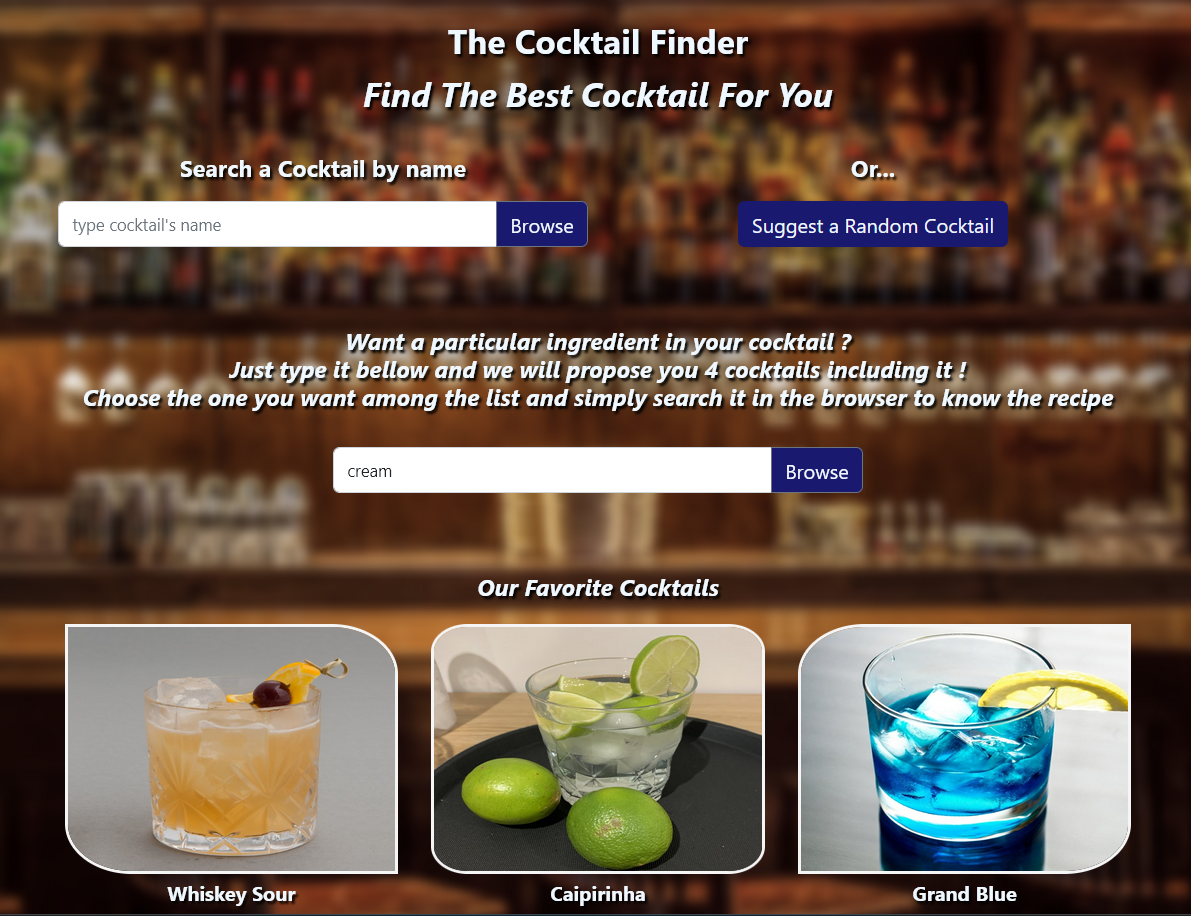 The Cocktail Finder
Find The Best Cocktail For You
Search a Cocktail by name
type cocktail's name
Browse
Or...
Suggest a Random Cocktail
Want a particular ingredient in your cocktail ?
Just type it bellow and we will propose you 4 cocktails including it !
Choose the one you want among the list and simply search it in the browser to know the recipe
cream
Browse
Our Favorite Cocktails
Whiskey Sour
Caipirinha
Grand Blue